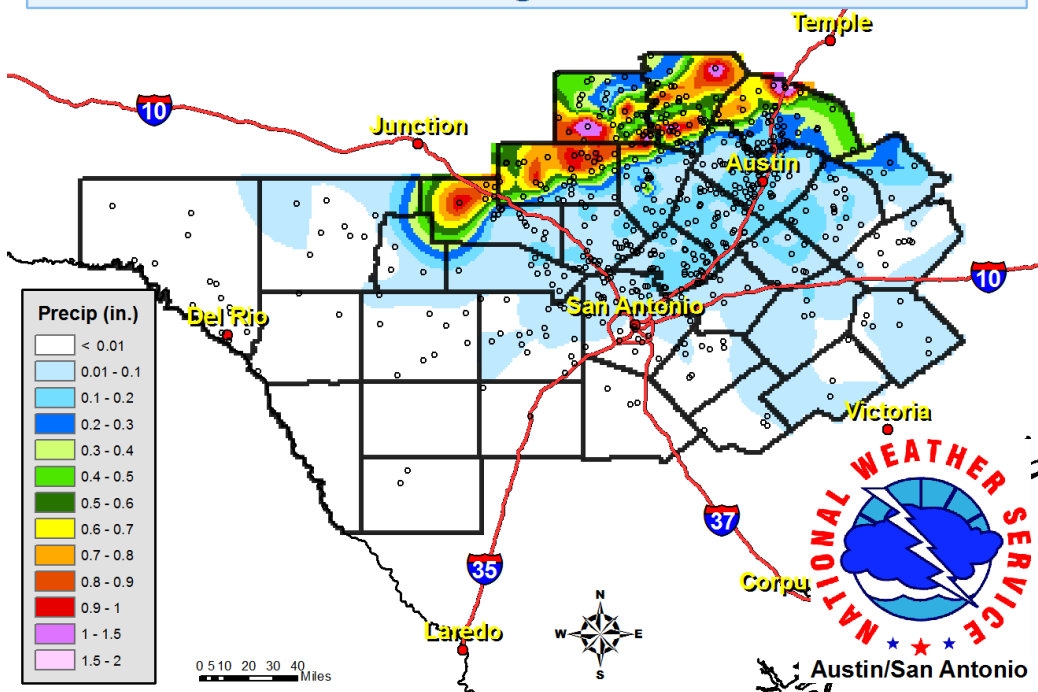 Temple
10
Junction
Austin
10
San Antonio
Del Rio
Precip (in.)
< 0.01
0.01 - 0.1
0.1 - 0.2
0.2 - 0.3
0.3 - 0.4
0.4 - 0.5
0.5 - 0.6
0.6 - 0.7
0.7 - 0.8
0.8 - 0.9
0.9 - 1
1 - 1.5
1.5 - 2
Victoria
NATIONAL WEATHER SERVICE
37
35
Corpu
N
W E
S
Laredo
0 5 10 20 30 40
Miles
Austin/San Antonio